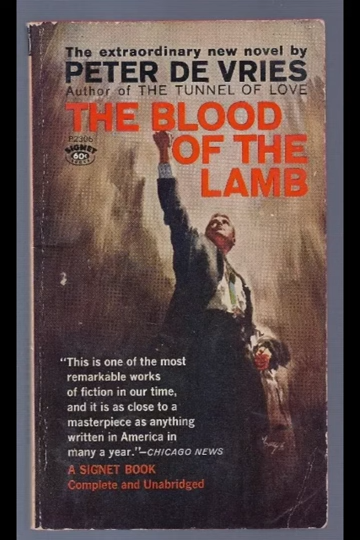 The extraordinary new novel by
PETER DE VRIES
Author of THE TUNNEL OF LOVE
THE BLOOD
OF THE
LAMB
P2306
SIGNET
60¢
BOOKS
"This is one of the most
remarkable works
of fiction in our time,
and it is as close to a
masterpiece as anything
written in America in
many a year."—CHICAGO NEWS
A SIGNET BOOK
Complete and Unabridged